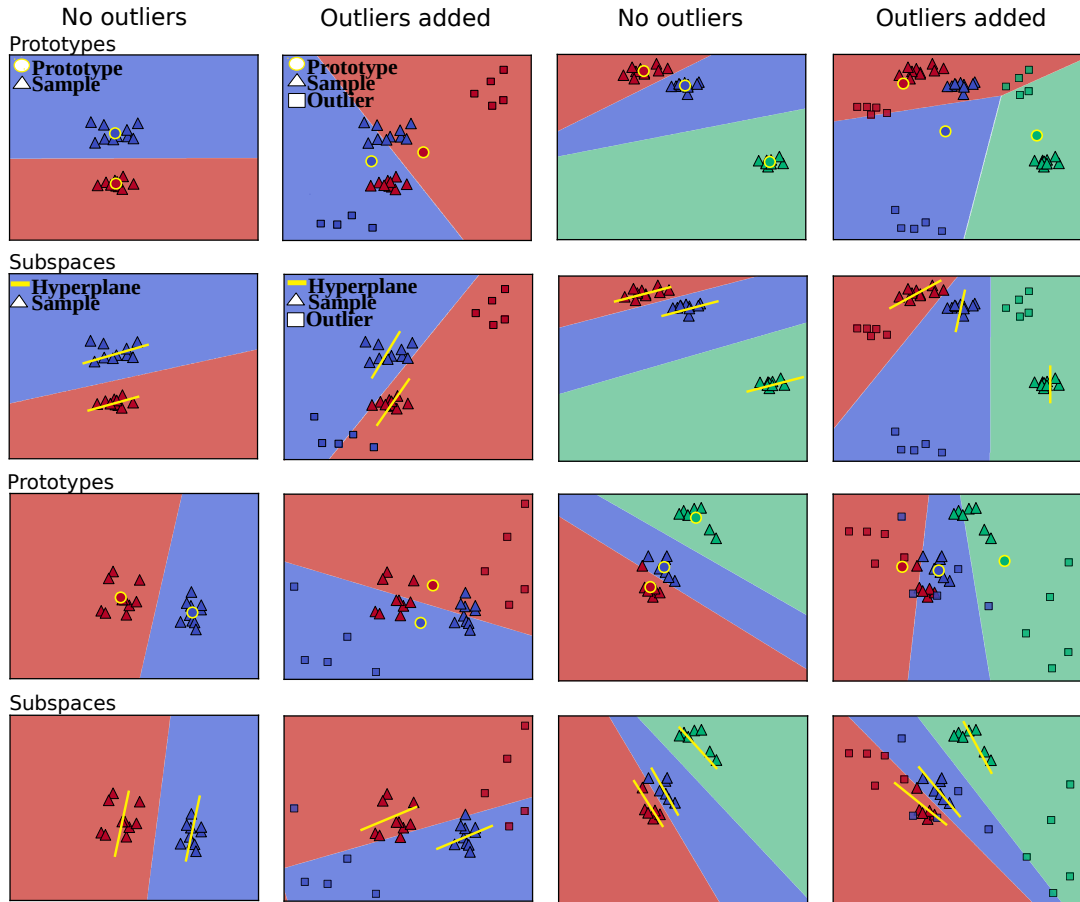 No outliers
Outliers added
No outliers
Outliers added
Prototypes
Prototype
Sample
Prototype
Sample
Outlier
Subspaces
Hyperplane
Sample
Hyperplane
Sample
Outlier
Prototypes
Subspaces